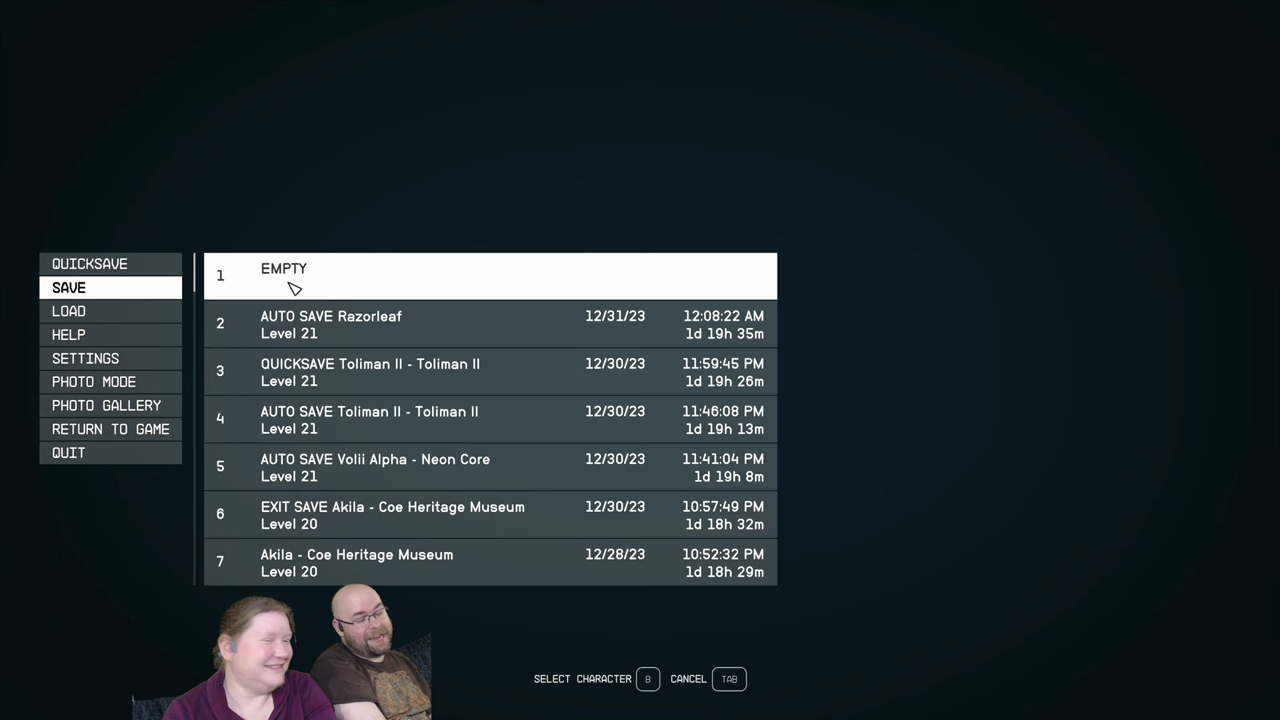 QUICKSAVE
SAVE
LOAD
HELP
SETTINGS
PHOTO MODE
PHOTO GALLERY
RETURN TO GAME
QUIT
1 EMPTY
2 AUTO SAVE Razorleaf 12/31/23 12:08:22 AM
Level 21 1d 19h 35m
3 QUICKSAVE Toliman II - Toliman II 12/30/23 11:59:45 PM
Level 21 1d 19h 26m
4 AUTO SAVE Toliman II - Toliman II 12/30/23 11:46:08 PM
Level 21 1d 19h 13m
5 AUTO SAVE Volii Alpha - Neon Core 12/30/23 11:41:04 PM
Level 21 1d 19h 8m
6 EXIT SAVE Akila - Coe Heritage Museum 12/30/23 10:57:49 PM
Level 20 1d 18h 32m
7 Akila - Coe Heritage Museum 12/28/23 10:52:32 PM
Level 20 1d 18h 29m
SELECT CHARACTER B CANCEL TAB